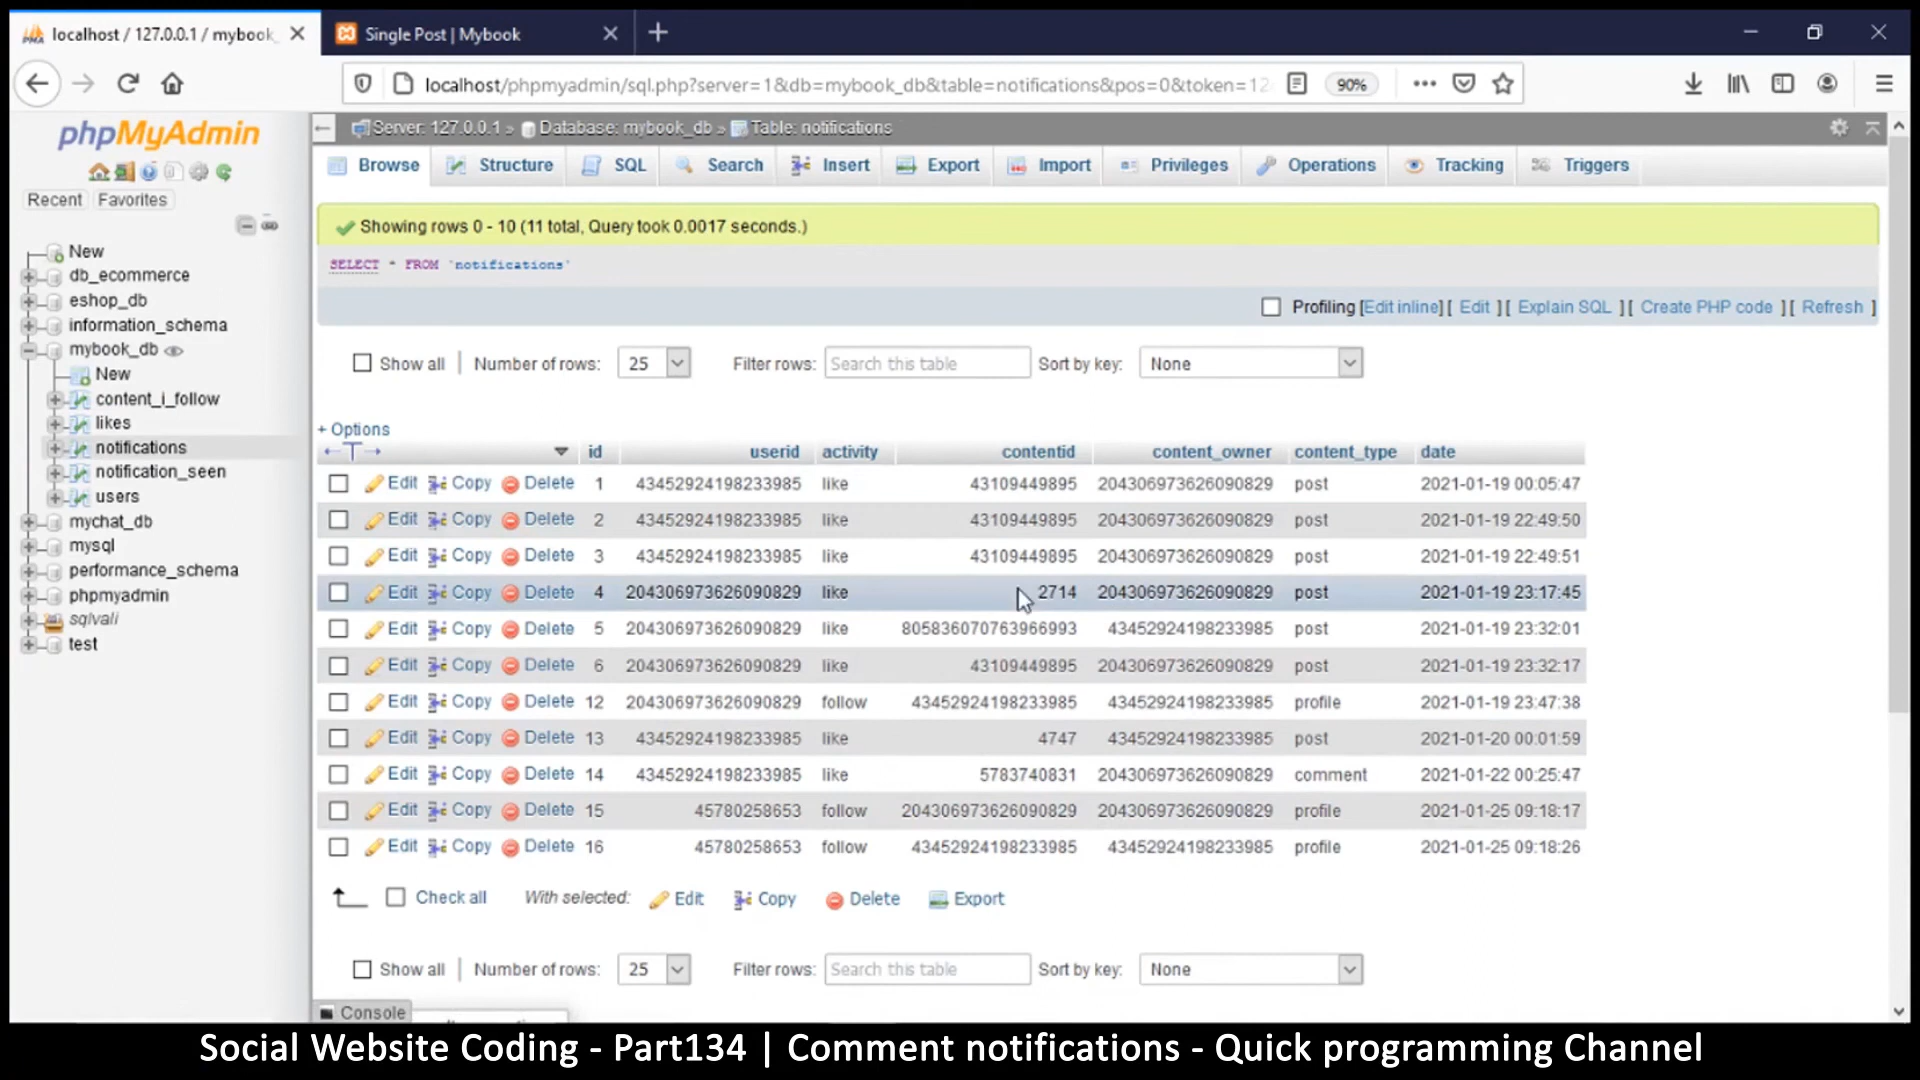 localhost / 127.0.0.1 / mybook_
Single Post | Mybook
localhost/phpmyadmin/sql.php?server=1&db=mybook_db&table=notifications&pos=0&token=12
90%
phpMyAdmin
Recent Favorites
New
db_ecommerce
eshop_db
information_schema
mybook_db
New
content_i_follow
likes
notifications
notification_seen
users
mychat_db
mysql
performance_schema
phpmyadmin
sqlvali
test
Server: 127.0.0.1 » Database: mybook_db » Table: notifications
Browse Structure SQL Search Insert Export Import Privileges Operations Tracking Triggers
Showing rows 0 - 10 (11 total, Query took 0.0017 seconds.)
SELECT * FROM `notifications`
Profiling [Edit inline] [ Edit ] [ Explain SQL ] [ Create PHP code ] [ Refresh ]
Show all | Number of rows: 25 Filter rows: Search this table Sort by key: None
+ Options
←T→ id userid activity contentid content_owner content_type date
Edit Copy Delete 1 43452924198233985 like 43109449895 204306973626090829 post 2021-01-19 00:05:47
Edit Copy Delete 2 43452924198233985 like 43109449895 204306973626090829 post 2021-01-19 22:49:50
Edit Copy Delete 3 43452924198233985 like 43109449895 204306973626090829 post 2021-01-19 22:49:51
Edit Copy Delete 4 204306973626090829 like 2714 204306973626090829 post 2021-01-19 23:17:45
Edit Copy Delete 5 204306973626090829 like 805836070763966993 43452924198233985 post 2021-01-19 23:32:01
Edit Copy Delete 6 204306973626090829 like 43109449895 204306973626090829 post 2021-01-19 23:32:17
Edit Copy Delete 12 204306973626090829 follow 43452924198233985 43452924198233985 profile 2021-01-19 23:47:38
Edit Copy Delete 13 43452924198233985 like 4747 43452924198233985 post 2021-01-20 00:01:59
Edit Copy Delete 14 43452924198233985 like 5783740831 204306973626090829 comment 2021-01-22 00:25:47
Edit Copy Delete 15 45780258653 follow 204306973626090829 204306973626090829 profile 2021-01-25 09:18:17
Edit Copy Delete 16 45780258653 follow 43452924198233985 43452924198233985 profile 2021-01-25 09:18:26
Check all With selected: Edit Copy Delete Export
Show all | Number of rows: 25 Filter rows: Search this table Sort by key: None
Console
Social Website Coding - Part134 | Comment notifications - Quick programming Channel